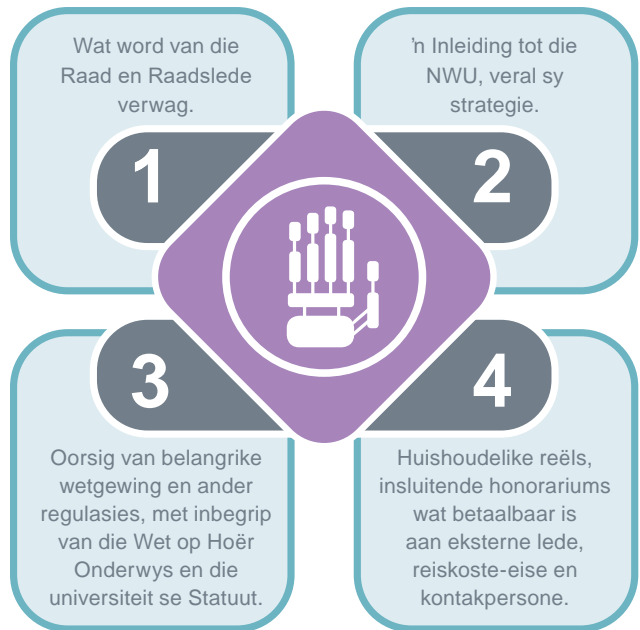 Wat word van die
Raad en Raadslede
verwag.
1
'n Inleiding tot die
NWU, veral sy
strategie.
2
3
Oorsig van belangrike
wetgewing en ander
regulasies, met inbegrip
van die Wet op Hoër
Onderwys en die
universiteit se Statuut.
4
Huishoudelike reëls,
insluitende honorariums
wat betaalbaar is
aan eksterne lede,
reiskoste-eise en
kontakpersone.